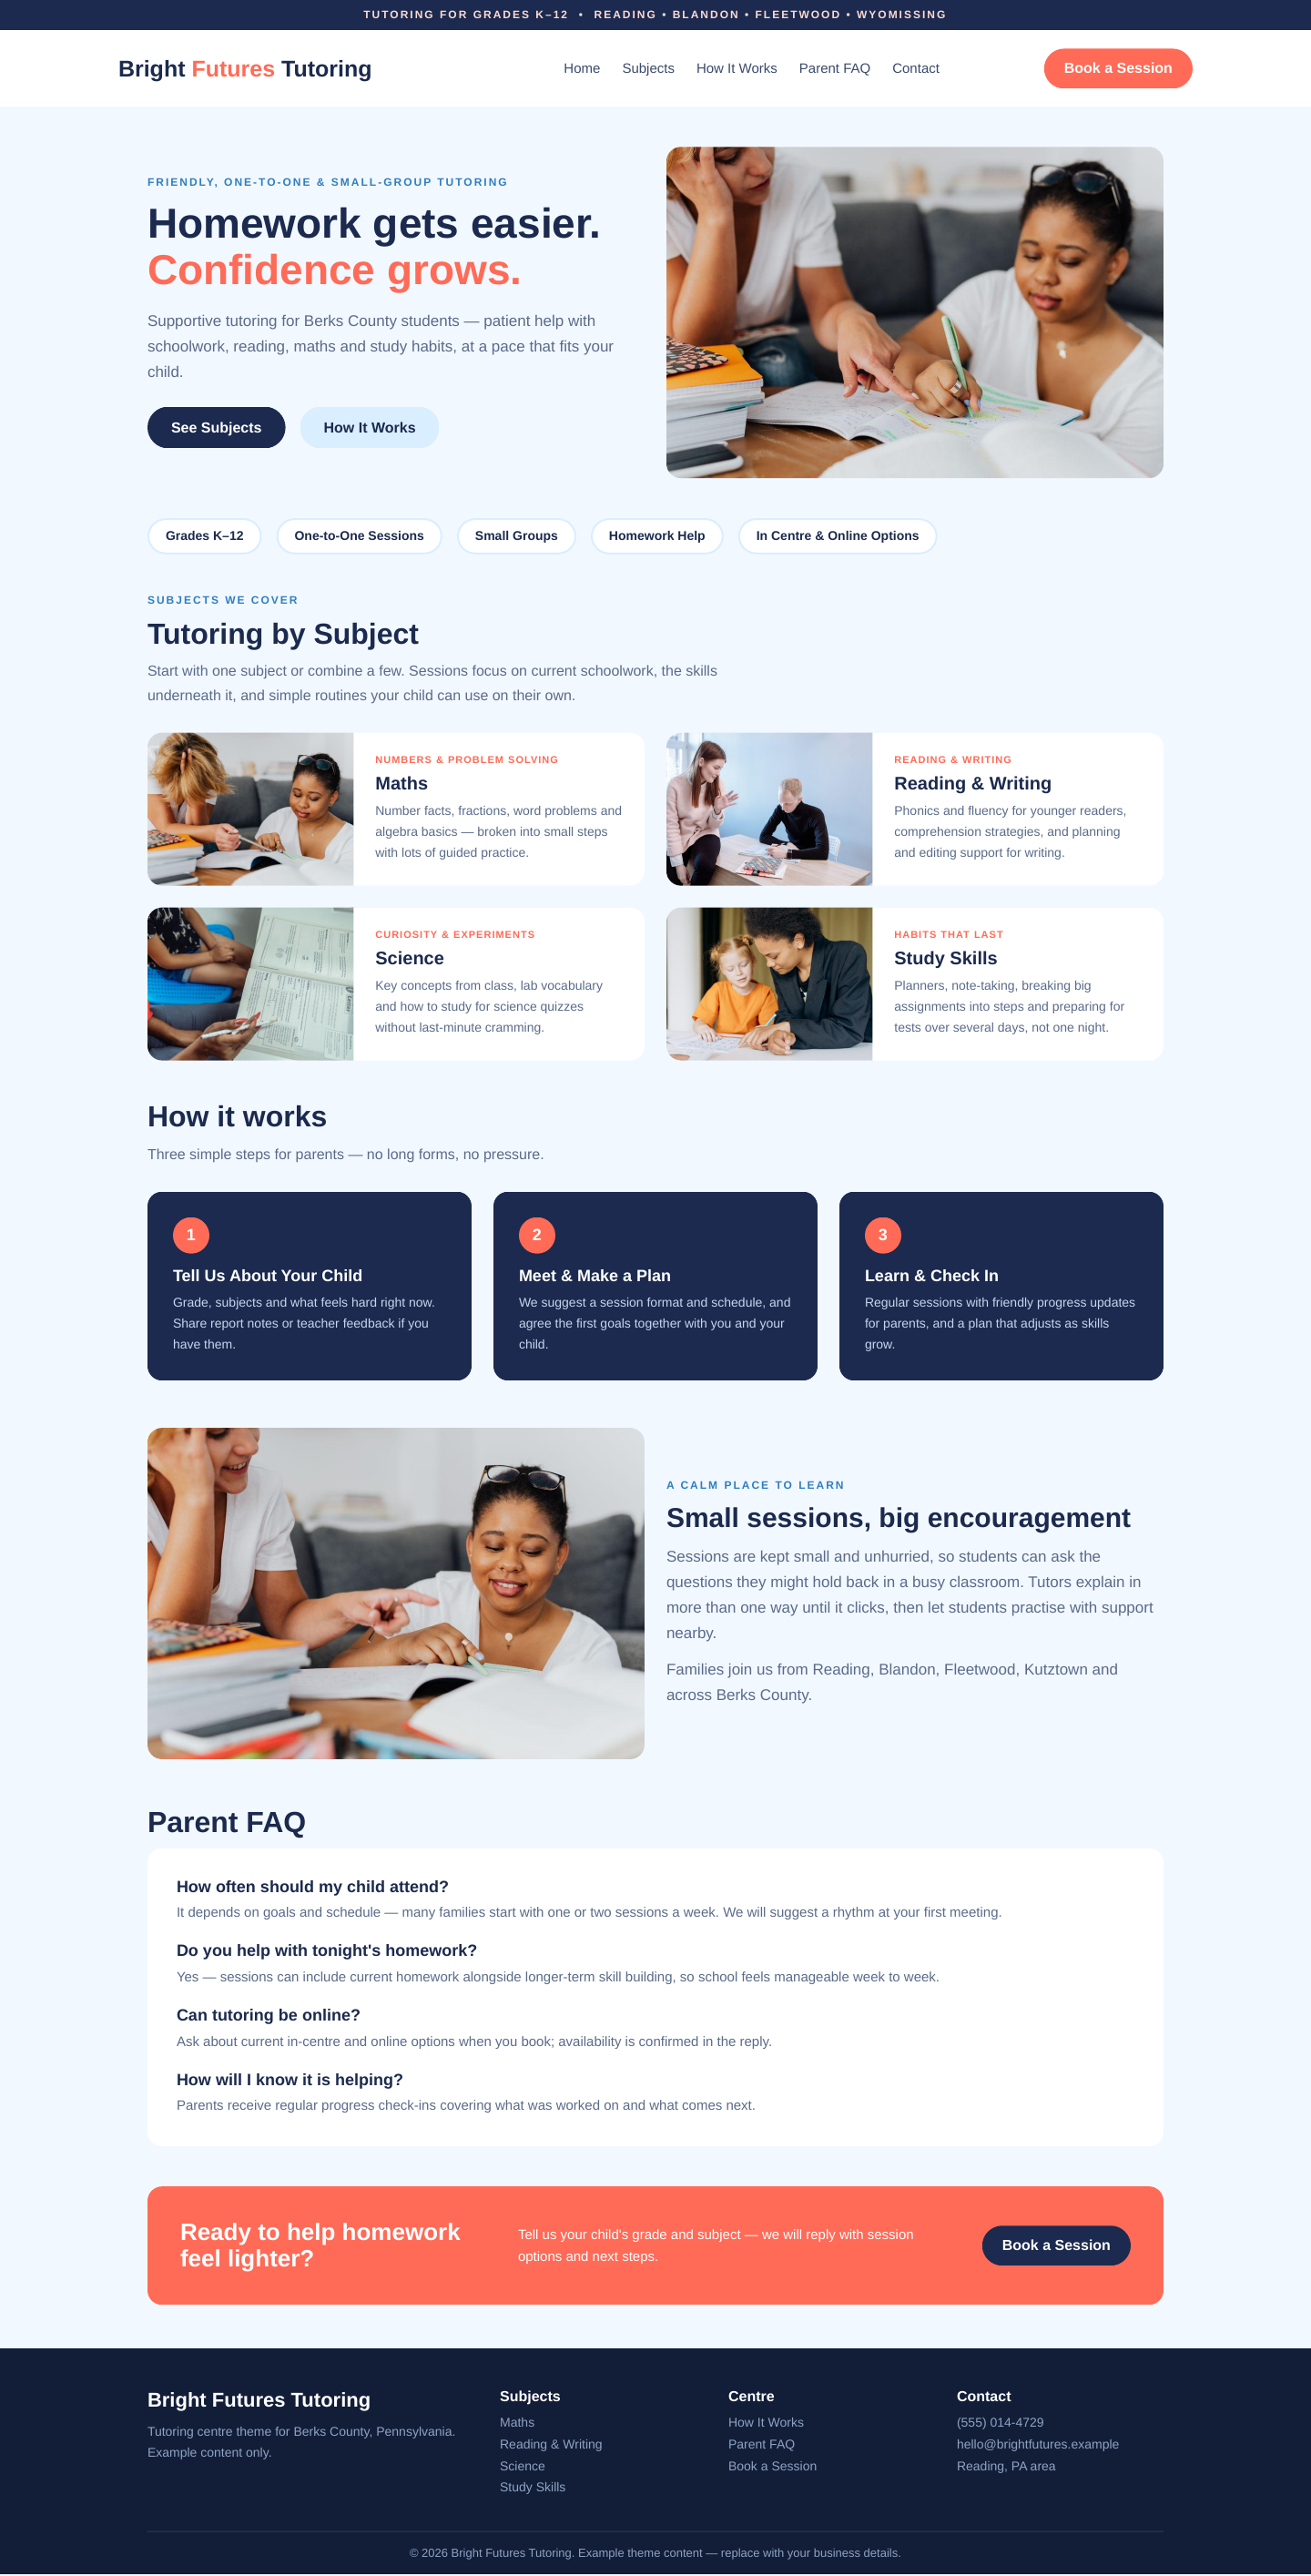 TUTORING FOR GRADES K–12 • READING • BLANDON • FLEETWOOD • WYOMISSING
Bright Futures Tutoring
Home
Subjects
How It Works
Parent FAQ
Contact
Book a Session
FRIENDLY, ONE-TO-ONE & SMALL-GROUP TUTORING
Homework gets easier.
Confidence grows.
Supportive tutoring for Berks County students — patient help with
schoolwork, reading, maths and study habits, at a pace that fits your
child.
See Subjects
How It Works
Grades K–12
One-to-One Sessions
Small Groups
Homework Help
In Centre & Online Options
SUBJECTS WE COVER
Tutoring by Subject
Start with one subject or combine a few. Sessions focus on current schoolwork, the skills
underneath it, and simple routines your child can use on their own.
NUMBERS & PROBLEM SOLVING
Maths
Number facts, fractions, word problems and
algebra basics — broken into small steps
with lots of guided practice.
READING & WRITING
Reading & Writing
Phonics and fluency for younger readers,
comprehension strategies, and planning
and editing support for writing.
CURIOSITY & EXPERIMENTS
Science
Key concepts from class, lab vocabulary
and how to study for science quizzes
without last-minute cramming.
HABITS THAT LAST
Study Skills
Planners, note-taking, breaking big
assignments into steps and preparing for
tests over several days, not one night.
How it works
Three simple steps for parents — no long forms, no pressure.
1
Tell Us About Your Child
Grade, subjects and what feels hard right now.
Share report notes or teacher feedback if you
have them.
2
Meet & Make a Plan
We suggest a session format and schedule, and
agree the first goals together with you and your
child.
3
Learn & Check In
Regular sessions with friendly progress updates
for parents, and a plan that adjusts as skills
grow.
A CALM PLACE TO LEARN
Small sessions, big encouragement
Sessions are kept small and unhurried, so students can ask the
questions they might hold back in a busy classroom. Tutors explain in
more than one way until it clicks, then let students practise with support
nearby.
Families join us from Reading, Blandon, Fleetwood, Kutztown and
across Berks County.
Parent FAQ
How often should my child attend?
It depends on goals and schedule — many families start with one or two sessions a week. We will suggest a rhythm at your first meeting.
Do you help with tonight's homework?
Yes — sessions can include current homework alongside longer-term skill building, so school feels manageable week to week.
Can tutoring be online?
Ask about current in-centre and online options when you book; availability is confirmed in the reply.
How will I know it is helping?
Parents receive regular progress check-ins covering what was worked on and what comes next.
Ready to help homework
feel lighter?
Tell us your child's grade and subject — we will reply with session
options and next steps.
Book a Session
Bright Futures Tutoring
Tutoring centre theme for Berks County, Pennsylvania.
Example content only.
Subjects
Maths
Reading & Writing
Science
Study Skills
Centre
How It Works
Parent FAQ
Book a Session
Contact
(555) 014-4729
hello@brightfutures.example
Reading, PA area
© 2026 Bright Futures Tutoring. Example theme content — replace with your business details.